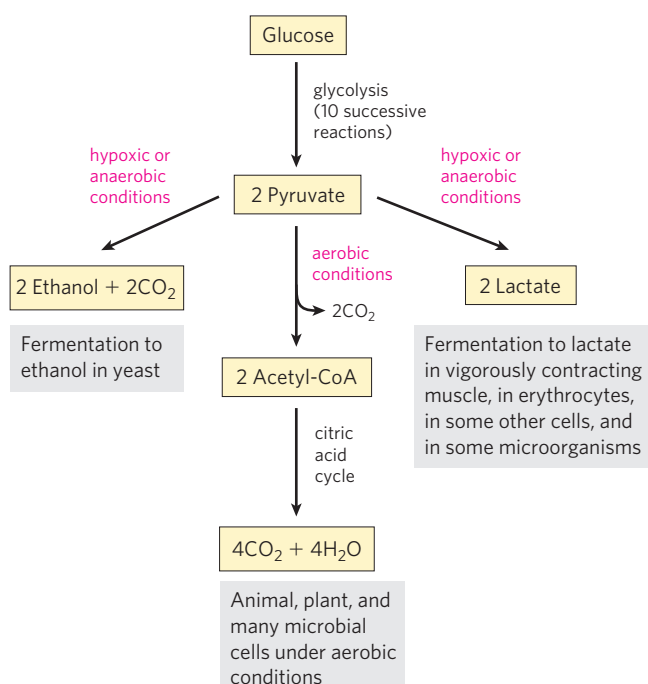 Glucose
glycolysis
(10 successive
reactions)
hypoxic or
anaerobic
conditions
hypoxic or
anaerobic
conditions
2 Pyruvate
aerobic
conditions
2 Ethanol + 2CO₂
2CO₂
2 Lactate
Fermentation to
ethanol in yeast
Fermentation to lactate
in vigorously contracting
muscle, in erythrocytes,
in some other cells, and
in some microorganisms
2 Acetyl-CoA
citric
acid
cycle
4CO₂ + 4H₂O
Animal, plant, and
many microbial
cells under aerobic
conditions